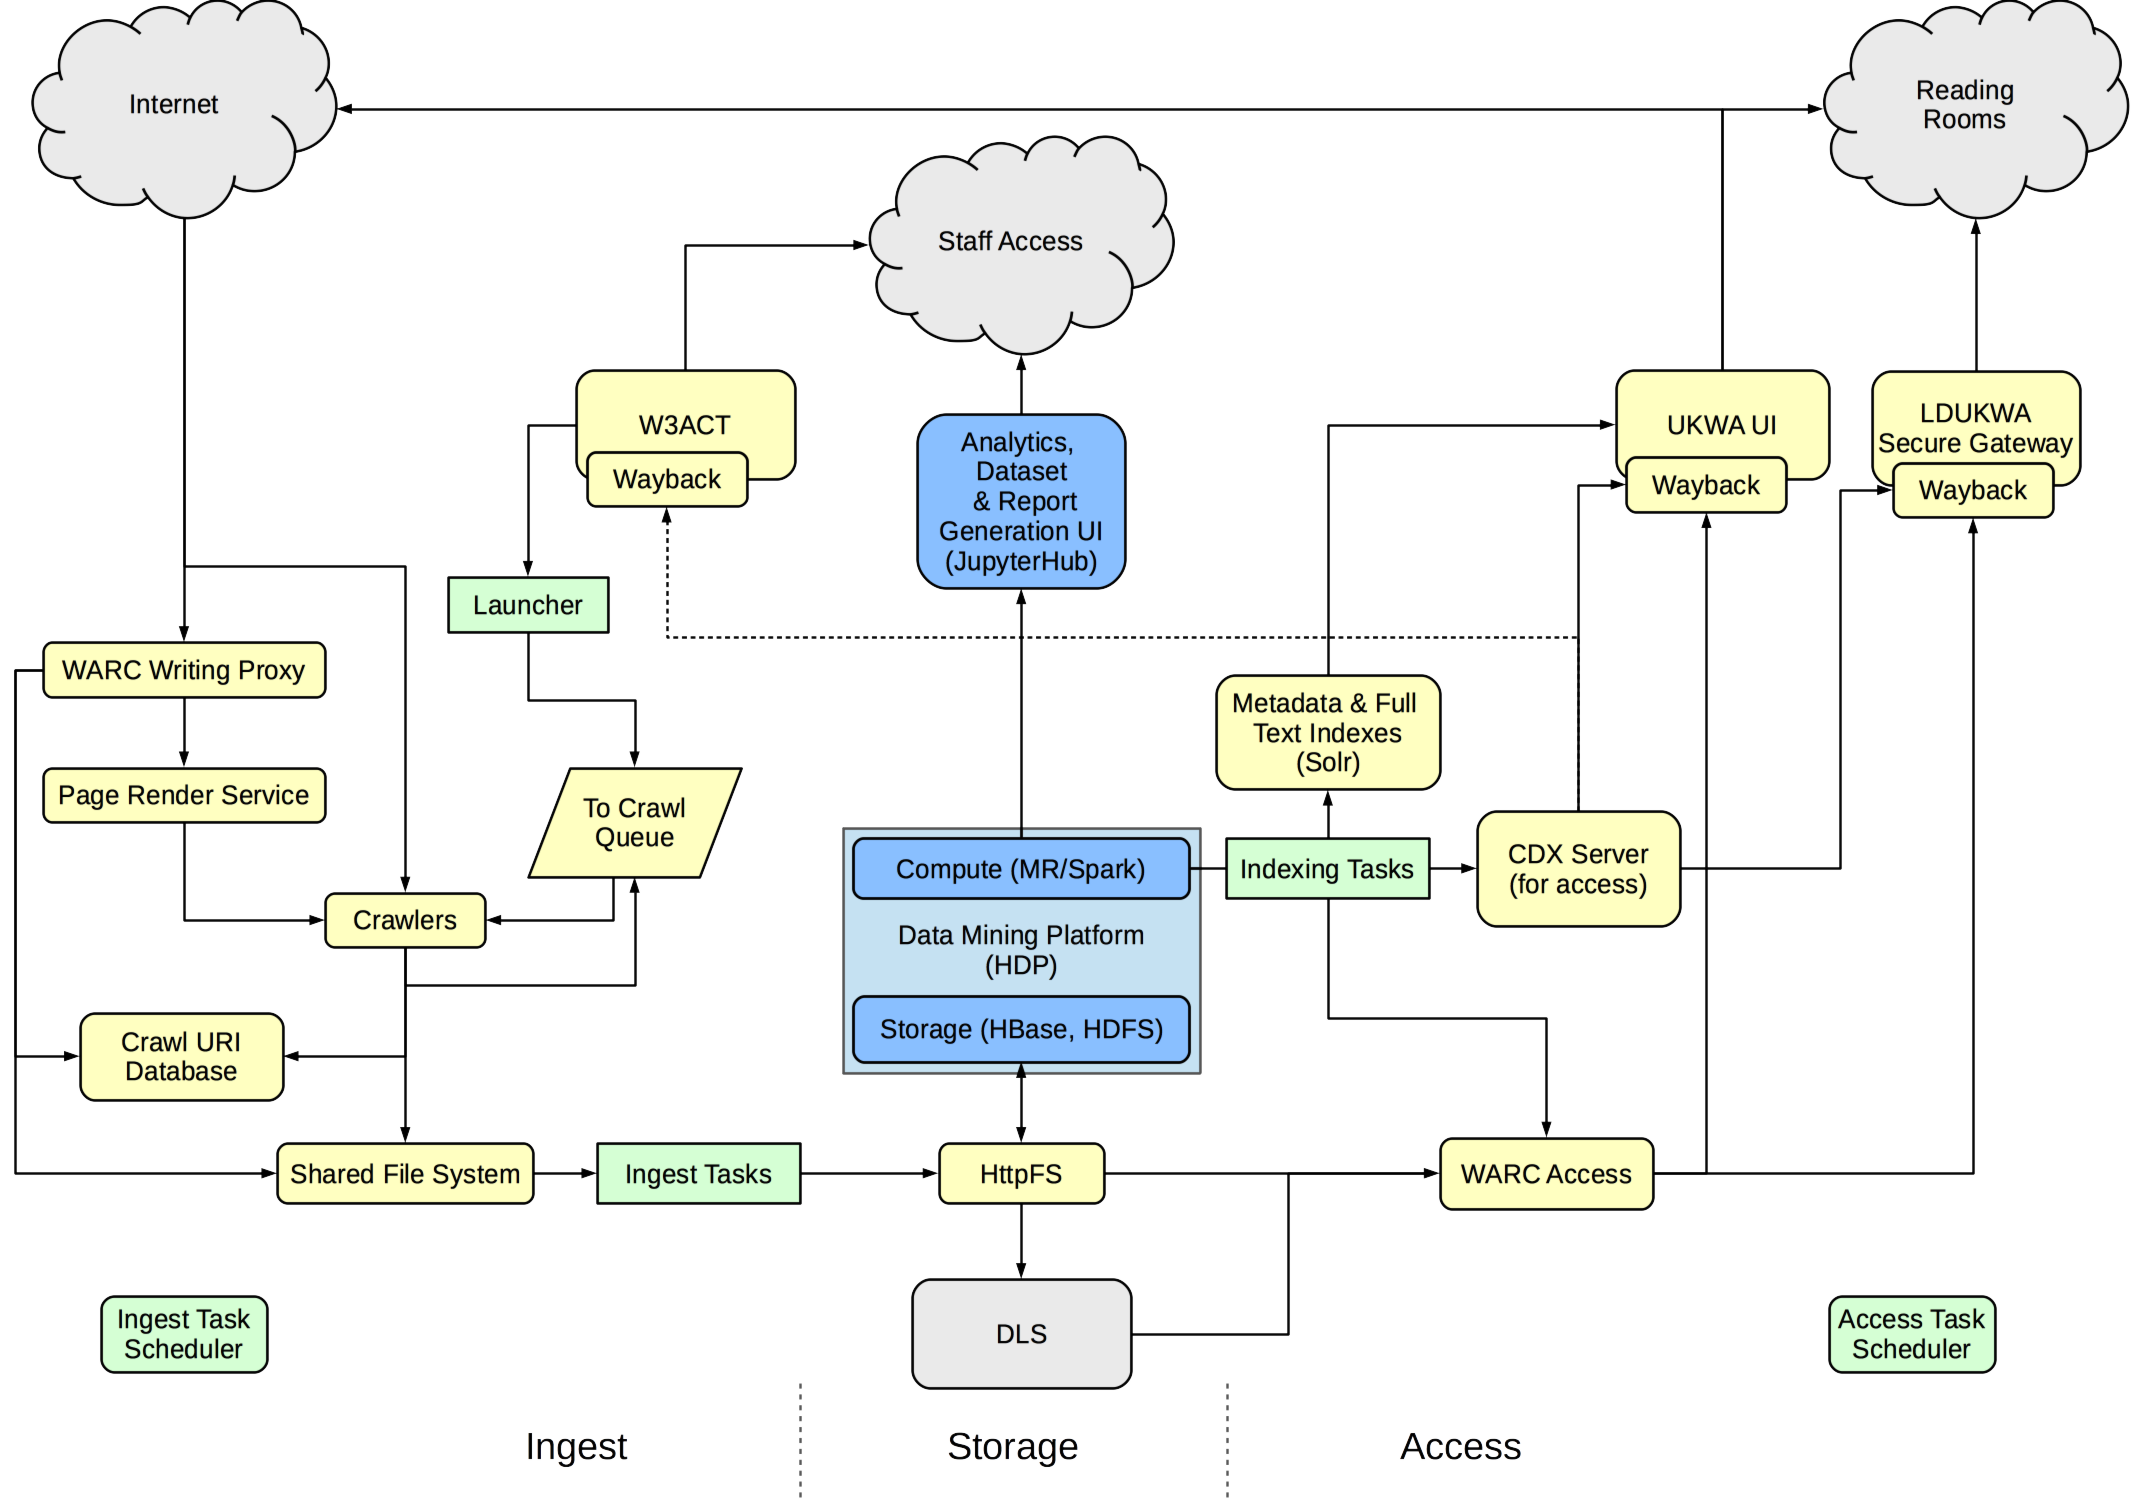 Internet
Reading
Rooms
Staff Access
W3ACT
Wayback
Analytics,
Dataset
& Report
Generation UI
(JupyterHub)
UKWA UI
Wayback
LDUKWA
Secure Gateway
Wayback
Launcher
WARC Writing Proxy
Page Render Service
To Crawl
Queue
Metadata & Full
Text Indexes
(Solr)
Compute (MR/Spark)
Indexing Tasks
CDX Server
(for access)
Crawlers
Data Mining Platform
(HDP)
Storage (HBase, HDFS)
Crawl URI
Database
Shared File System
Ingest Tasks
HttpFS
WARC Access
DLS
Ingest Task
Scheduler
Access Task
Scheduler
Ingest
Storage
Access